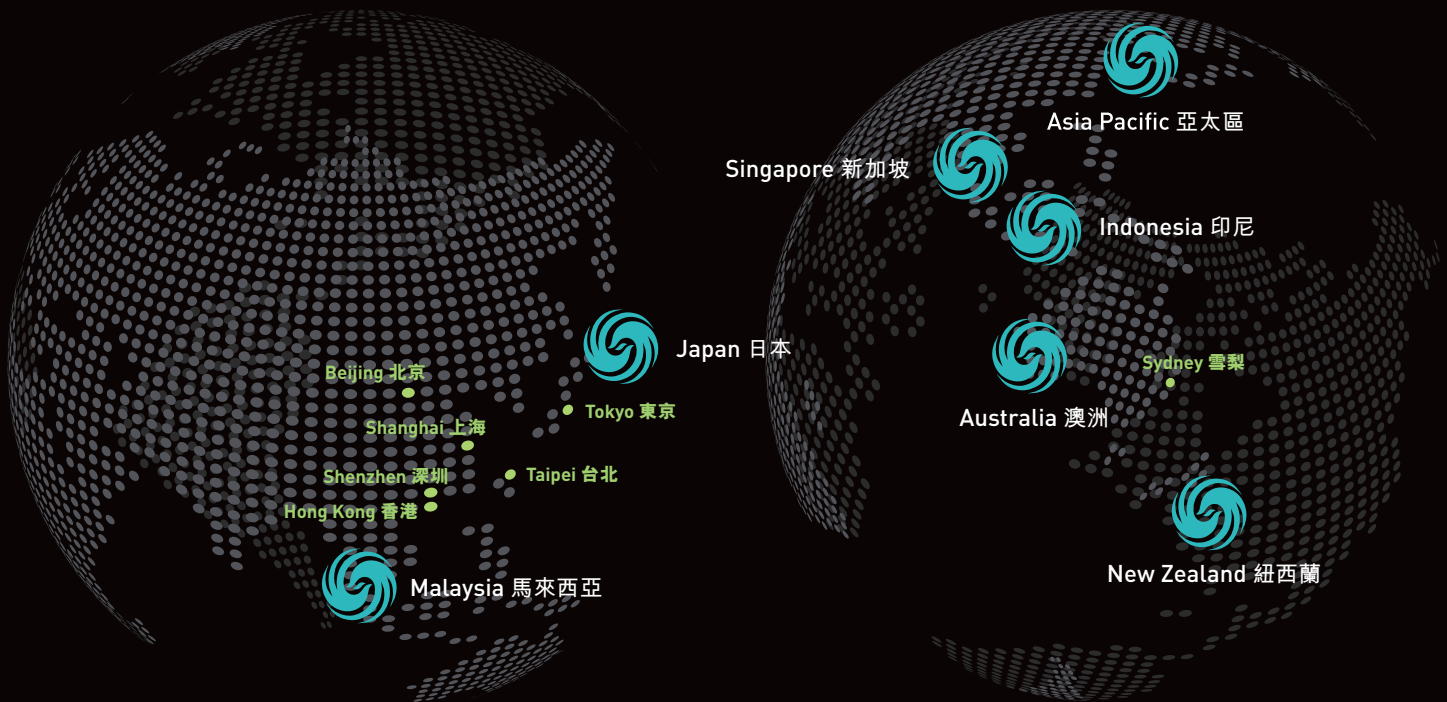 Asia Pacific 亞太區
Singapore 新加坡
Indonesia 印尼
Japan 日本
Sydney 雪梨
Beijing 北京
Tokyo 東京
Australia 澳洲
Shanghai 上海
Shenzhen 深圳
Taipei 台北
Hong Kong 香港
New Zealand 紐西蘭
Malaysia 馬來西亞